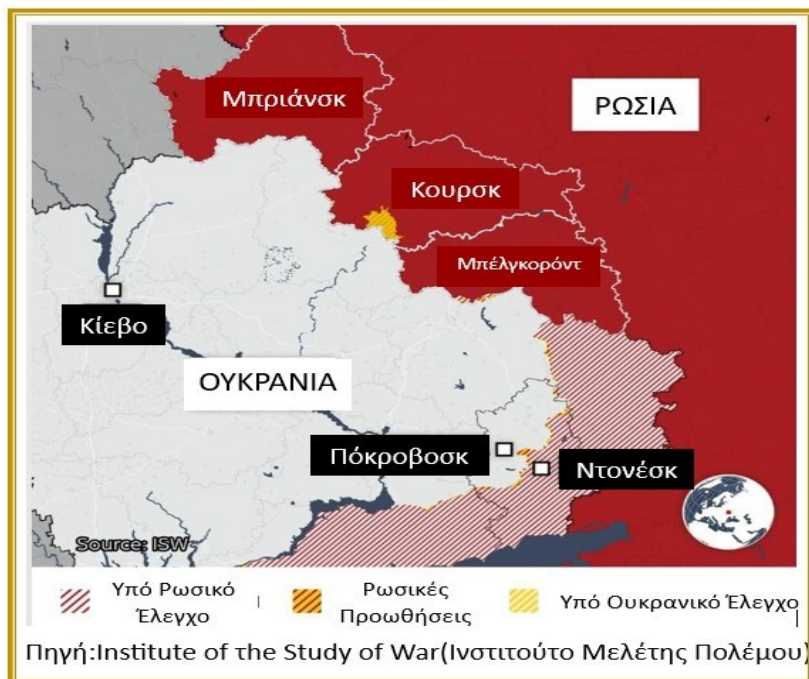 Μπριάνσκ
ΡΩΣΙΑ
Κουρσκ
Μπέλγκορόντ
Κίεβο
ΟΥΚΡΑΝΙΑ
Πόκροβοσκ
Ντονέσκ
Source: ISW
Υπό Ρωσικό
Έλεγχο
Ρωσικές
Προωθήσεις
Υπό Ουκρανικό Έλεγχο
Πηγή:Institute of the Study of War(Ινστιτούτο Μελέτης Πολέμου)